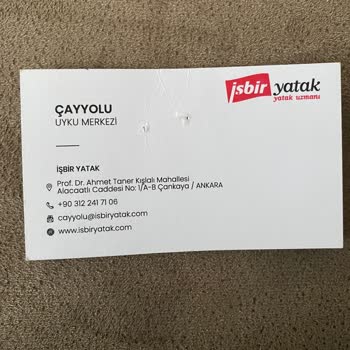 işbir yatak
yatak uzmanı
ÇAYYOLU
UYKU MERKEZİ
İŞBİR YATAK
Prof. Dr. Ahmet Taner Kışlalı Mahallesi
Alacaatlı Caddesi No: 1/A-B Çankaya / ANKARA
+90 312 241 71 06
cayyolu@isbiryatak.com
www.isbiryatak.com